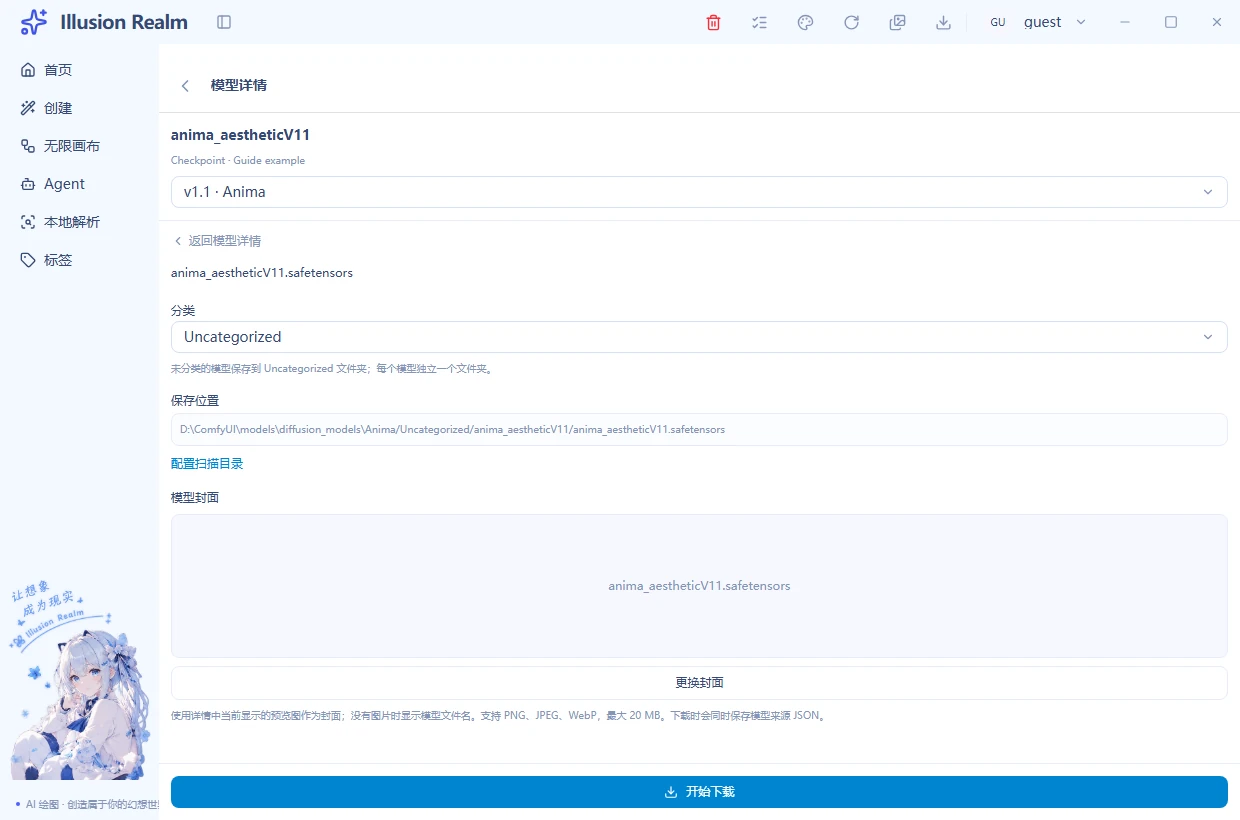 Illusion Realm
GU guest
首页
创建
无限画布
Agent
本地解析
标签
让想象
成为现实
Illusion Realm
AI 绘图 · 创造属于你的幻想世
模型详情
anima_aestheticV11
Checkpoint · Guide example
v1.1 · Anima
返回模型详情
anima_aestheticV11.safetensors
分类
Uncategorized
未分类的模型保存到 Uncategorized 文件夹；每个模型独立一个文件夹。
保存位置
D:\ComfyUI\models\diffusion_models\Anima/Uncategorized/anima_aestheticV11/anima_aestheticV11.safetensors
配置扫描目录
模型封面
anima_aestheticV11.safetensors
更换封面
使用详情中当前显示的预览图作为封面；没有图片时显示模型文件名。支持 PNG、JPEG、WebP，最大 20 MB。下载时会同时保存模型来源 JSON。
开始下载